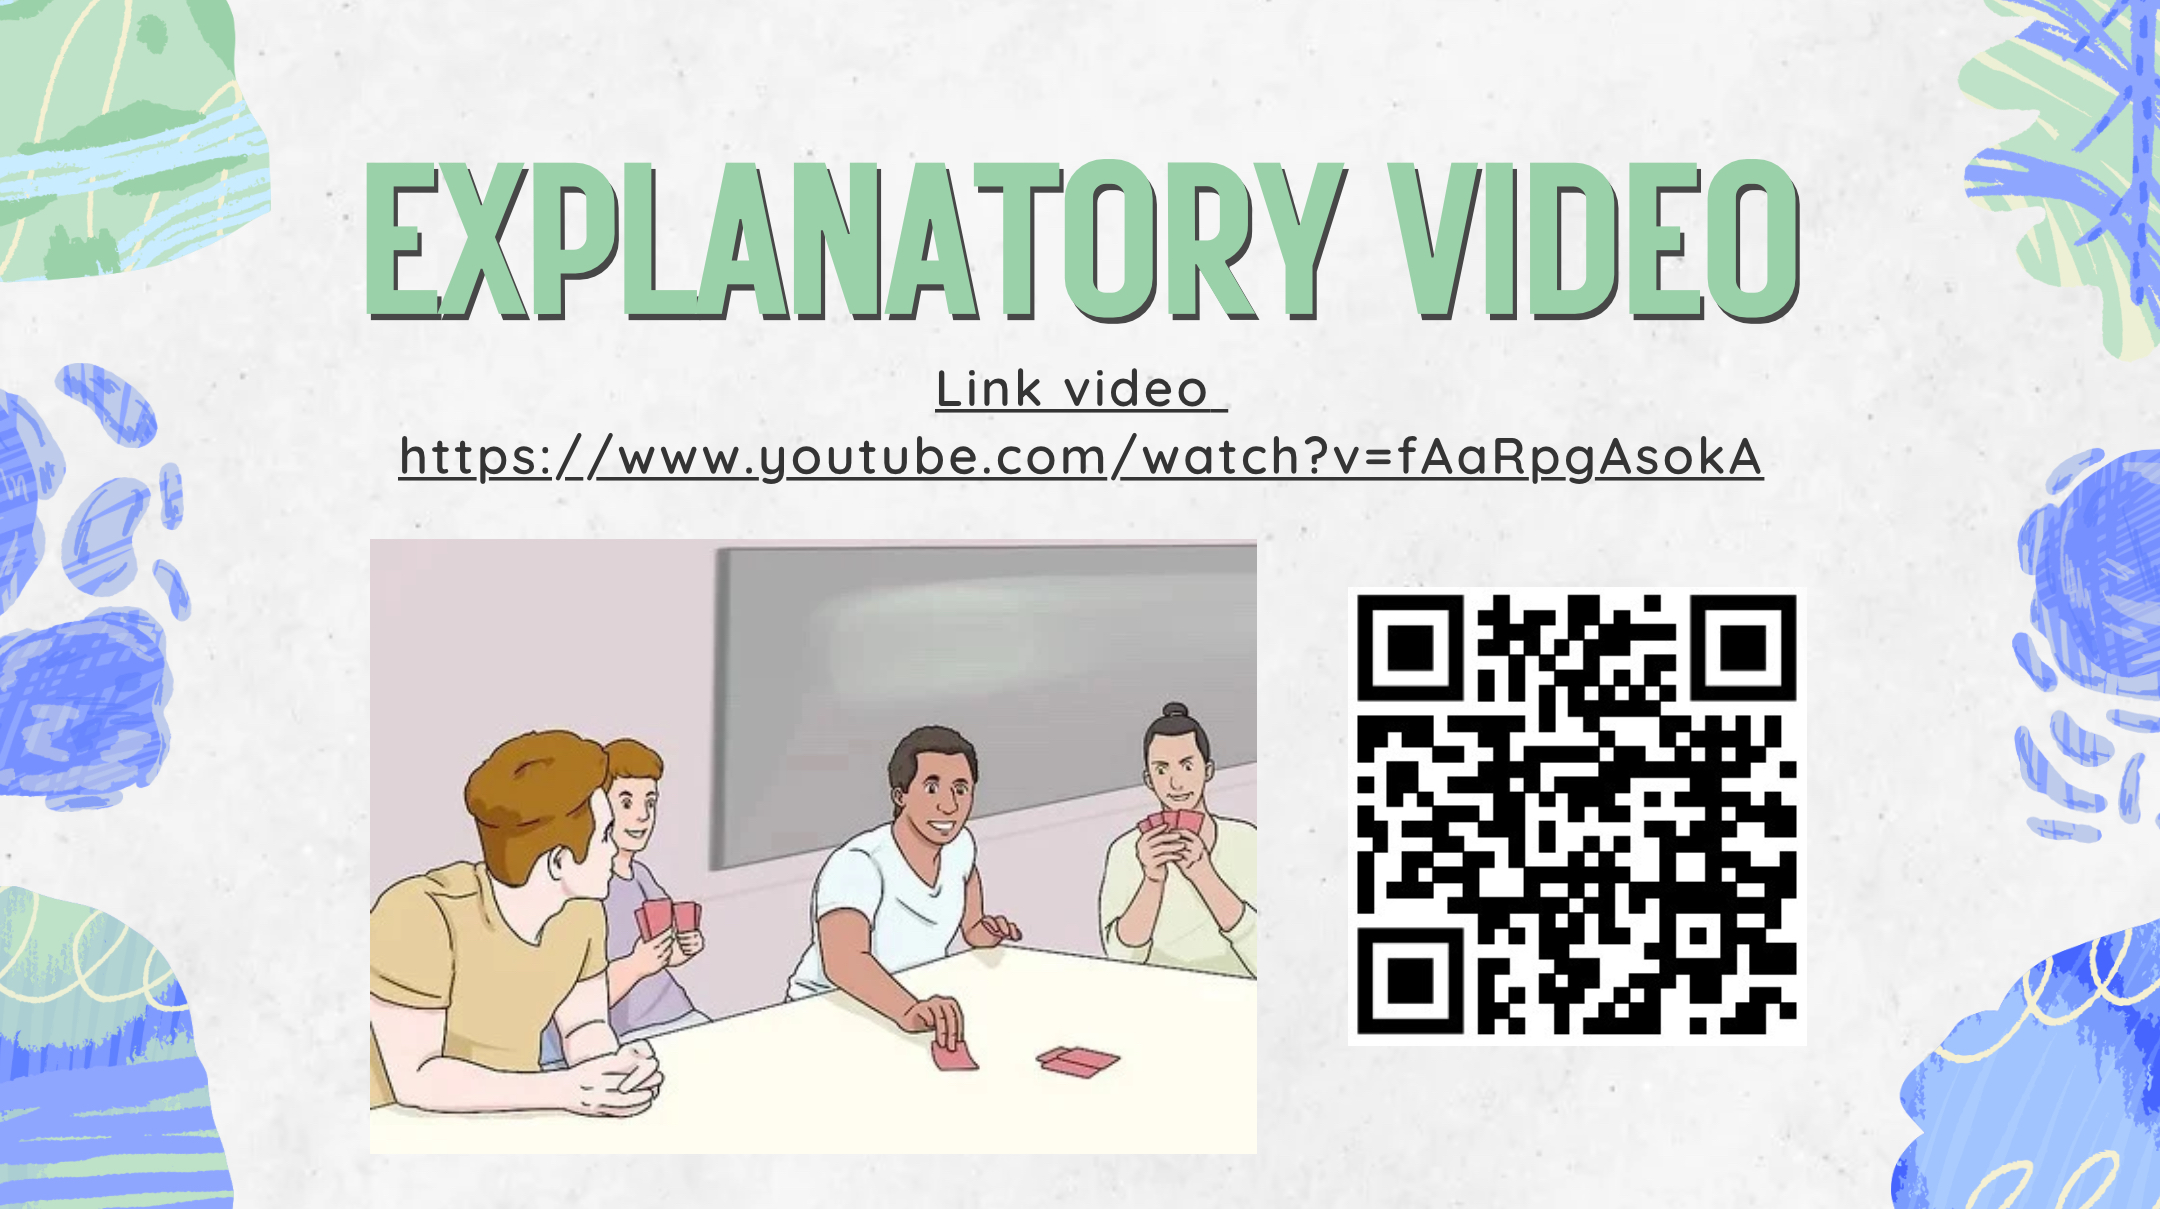 EXPLANATORY VIDEO
Link video
https://www.youtube.com/watch?v=fAaRpgAsokA